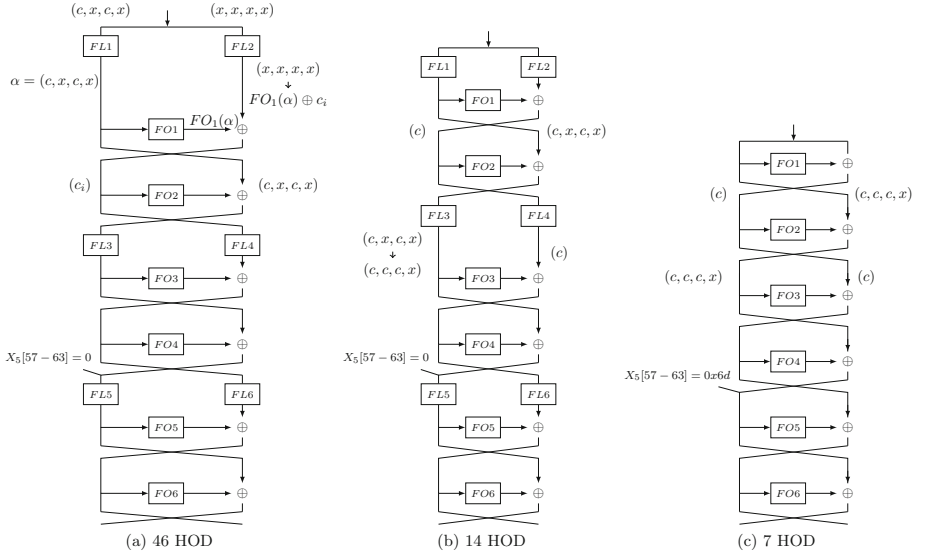 (c, x, c, x)
(x, x, x, x)
FL1
FL2
α = (c, x, c, x)
(x, x, x, x)
FO₁(α) ⊕ cᵢ
FO1
FO₁(α)
⊕
(cᵢ)
FO2
⊕
(c, x, c, x)
FL3
FL4
FO3
⊕
FO4
⊕
X₅[57 − 63] = 0
FL5
FL6
FO5
⊕
FO6
⊕
(a) 46 HOD
FL1
FL2
FO1
⊕
(c)
(c, x, c, x)
FO2
⊕
FL3
FL4
(c, x, c, x)
(c)
(c, c, c, x)
FO3
⊕
FO4
⊕
X₅[57 − 63] = 0
FL5
FL6
FO5
⊕
FO6
⊕
(b) 14 HOD
FO1
⊕
(c)
(c, c, c, x)
FO2
⊕
(c, c, c, x)
(c)
FO3
⊕
FO4
⊕
X₅[57 − 63] = 0x6d
FO5
⊕
FO6
⊕
(c) 7 HOD